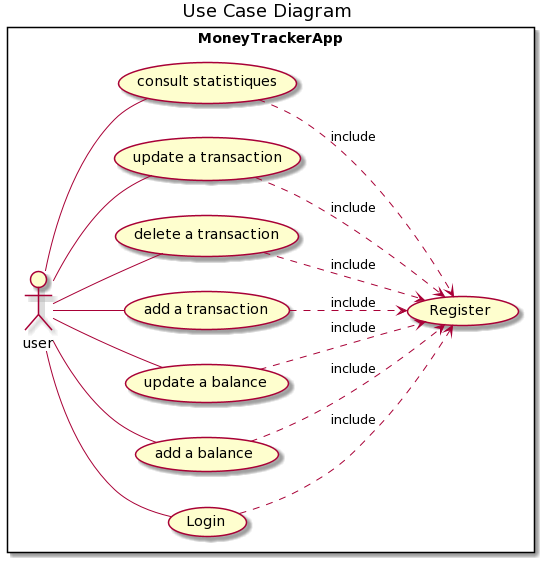 Use Case Diagram
MoneyTrackerApp
consult statistiques
include
update a transaction
include
delete a transaction
include
add a transaction
include
Register
user
include
update a balance
include
add a balance
include
Login